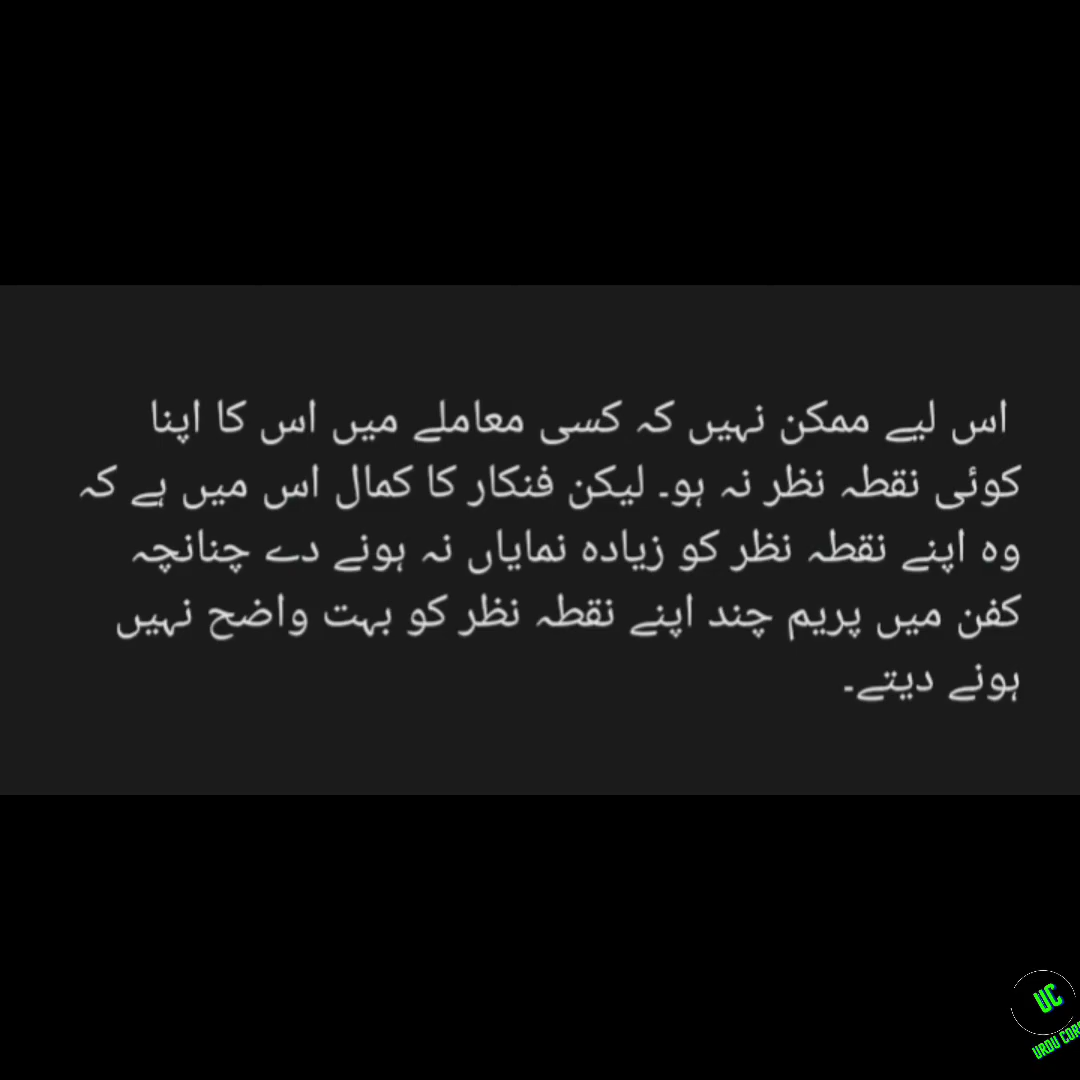 اس لیے ممکن نہیں کہ کسی معاملے میں اس کا اپنا
کوئی نقطہ نظر نہ ہو۔ لیکن فنکار کا کمال اس میں ہے کہ
وہ اپنے نقطہ نظر کو زیادہ نمایاں نہ ہونے دے چنانچہ
کفن میں پریم چند اپنے نقطہ نظر کو بہت واضح نہیں
ہونے دیتے۔
UC
URDU